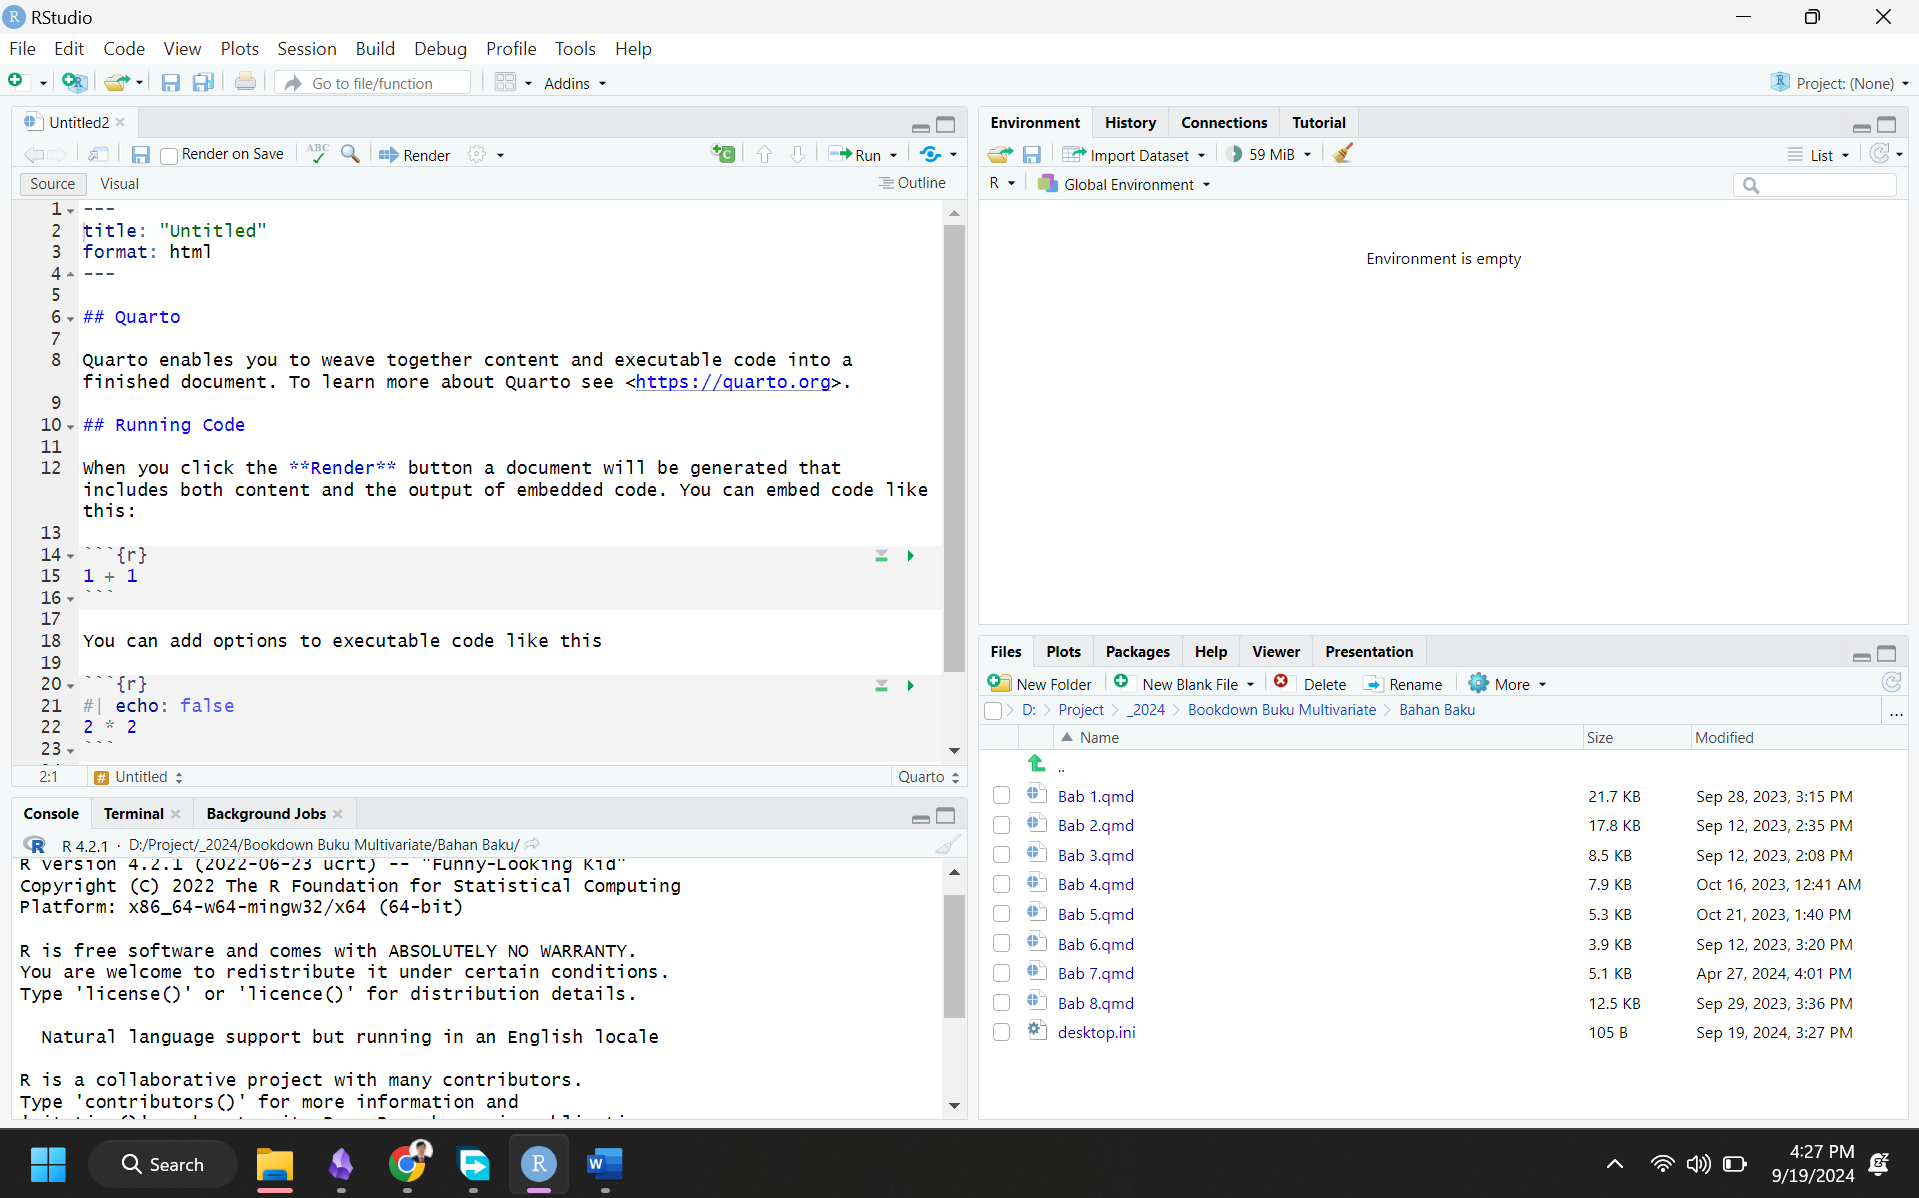 RStudio
File Edit Code View Plots Session Build Debug Profile Tools Help
Go to file/function Addins Project: (None)
Untitled2
Render on Save ABC Render Run
Source Visual Outline
1 ---
2 title: "Untitled"
3 format: html
4 ---
5
6 ## Quarto
7
8 Quarto enables you to weave together content and executable code into a
finished document. To learn more about Quarto see <https://quarto.org>.
9
10 ## Running Code
11
12 When you click the **Render** button a document will be generated that
includes both content and the output of embedded code. You can embed code like
this:
13
14 ```{r}
15 1 + 1
16 ```
17
18 You can add options to executable code like this
19
20 ```{r}
21 #| echo: false
22 2 * 2
23 ```
2:1 # Untitled Quarto
Console Terminal Background Jobs
R R 4.2.1 · D:/Project/_2024/Bookdown Buku Multivariate/Bahan Baku/
R version 4.2.1 (2022-06-23 ucrt) -- "Funny-Looking Kid"
Copyright (C) 2022 The R Foundation for Statistical Computing
Platform: x86_64-w64-mingw32/x64 (64-bit)
R is free software and comes with ABSOLUTELY NO WARRANTY.
You are welcome to redistribute it under certain conditions.
Type 'license()' or 'licence()' for distribution details.
Natural language support but running in an English locale
R is a collaborative project with many contributors.
Type 'contributors()' for more information and
Environment History Connections Tutorial
Import Dataset 59 MiB List
R Global Environment
Environment is empty
Files Plots Packages Help Viewer Presentation
New Folder New Blank File Delete Rename More
D: > Project > _2024 > Bookdown Buku Multivariate > Bahan Baku ...
Name Size Modified
..
Bab 1.qmd 21.7 KB Sep 28, 2023, 3:15 PM
Bab 2.qmd 17.8 KB Sep 12, 2023, 2:35 PM
Bab 3.qmd 8.5 KB Sep 12, 2023, 2:08 PM
Bab 4.qmd 7.9 KB Oct 16, 2023, 12:41 AM
Bab 5.qmd 5.3 KB Oct 21, 2023, 1:40 PM
Bab 6.qmd 3.9 KB Sep 12, 2023, 3:20 PM
Bab 7.qmd 5.1 KB Apr 27, 2024, 4:01 PM
Bab 8.qmd 12.5 KB Sep 29, 2023, 3:36 PM
desktop.ini 105 B Sep 19, 2024, 3:27 PM
Search R W 4:27 PM
9/19/2024